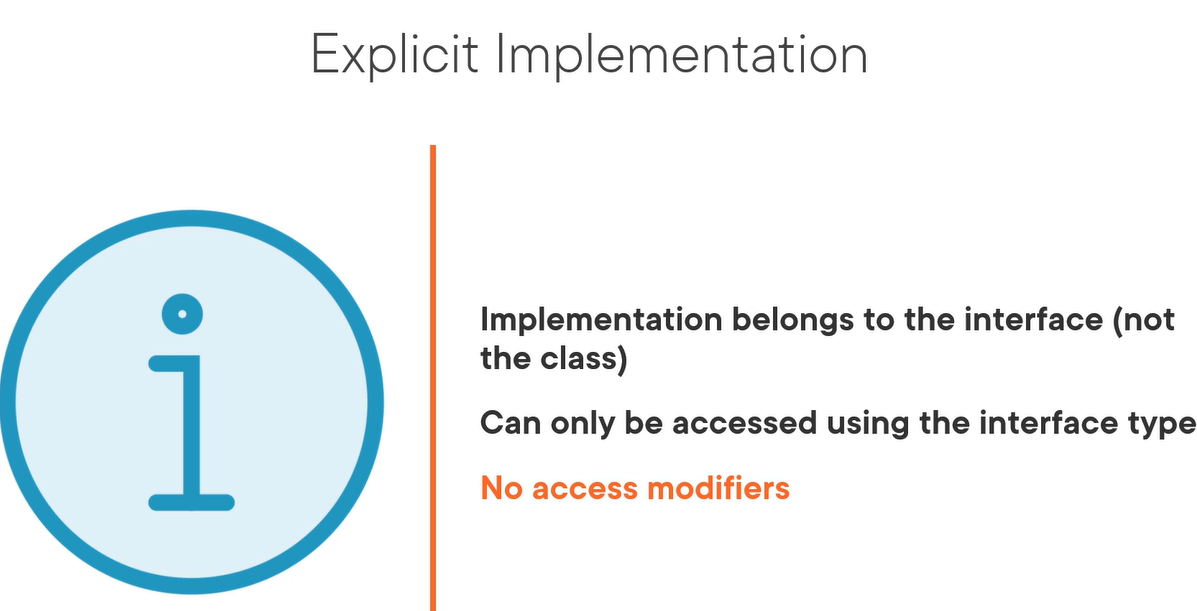 Explicit Implementation
Implementation belongs to the interface (not
the class)
Can only be accessed using the interface type
No access modifiers